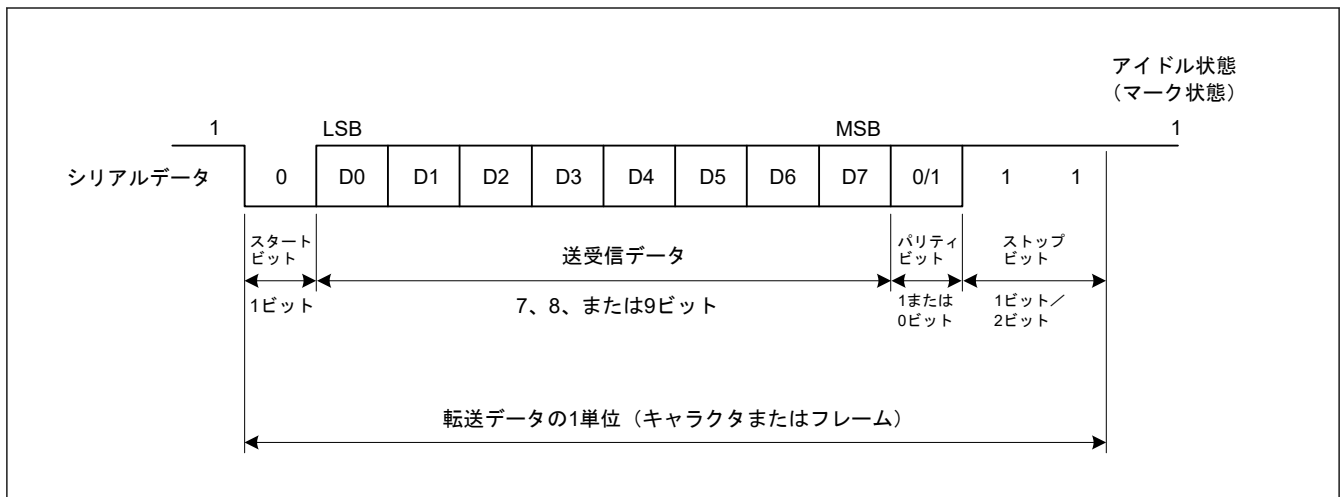 アイドル状態
（マーク状態）
1 LSB MSB 1
シリアルデータ 0 D0 D1 D2 D3 D4 D5 D6 D7 0/1 1 1
スタート
ビット
送受信データ
パリティ
ビット
ストップ
ビット
1ビット
7、8、または9ビット
1または
0ビット
1ビット／
2ビット
転送データの1単位（キャラクタまたはフレーム）